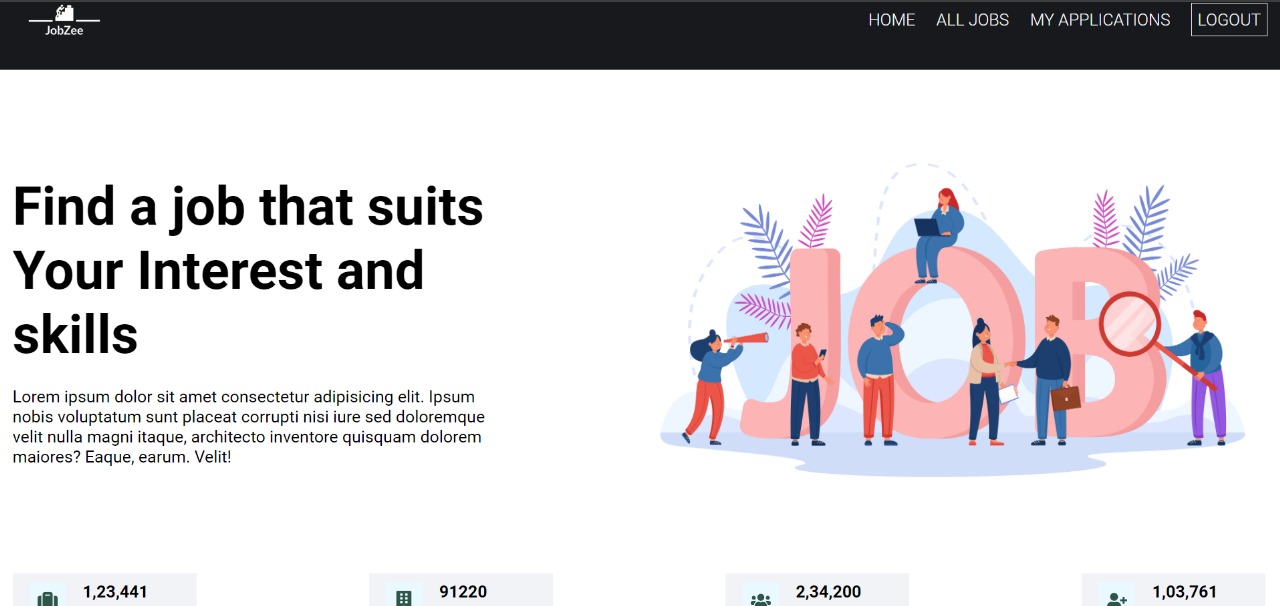 JobZee
HOME ALL JOBS MY APPLICATIONS LOGOUT
Find a job that suits
Your Interest and
skills
Lorem ipsum dolor sit amet consectetur adipisicing elit. Ipsum
nobis voluptatum sunt placeat corrupti nisi iure sed doloremque
velit nulla magni itaque, architecto inventore quisquam dolorem
maiores? Eaque, earum. Velit!
JOB
1,23,441 91220 2,34,200 1,03,761